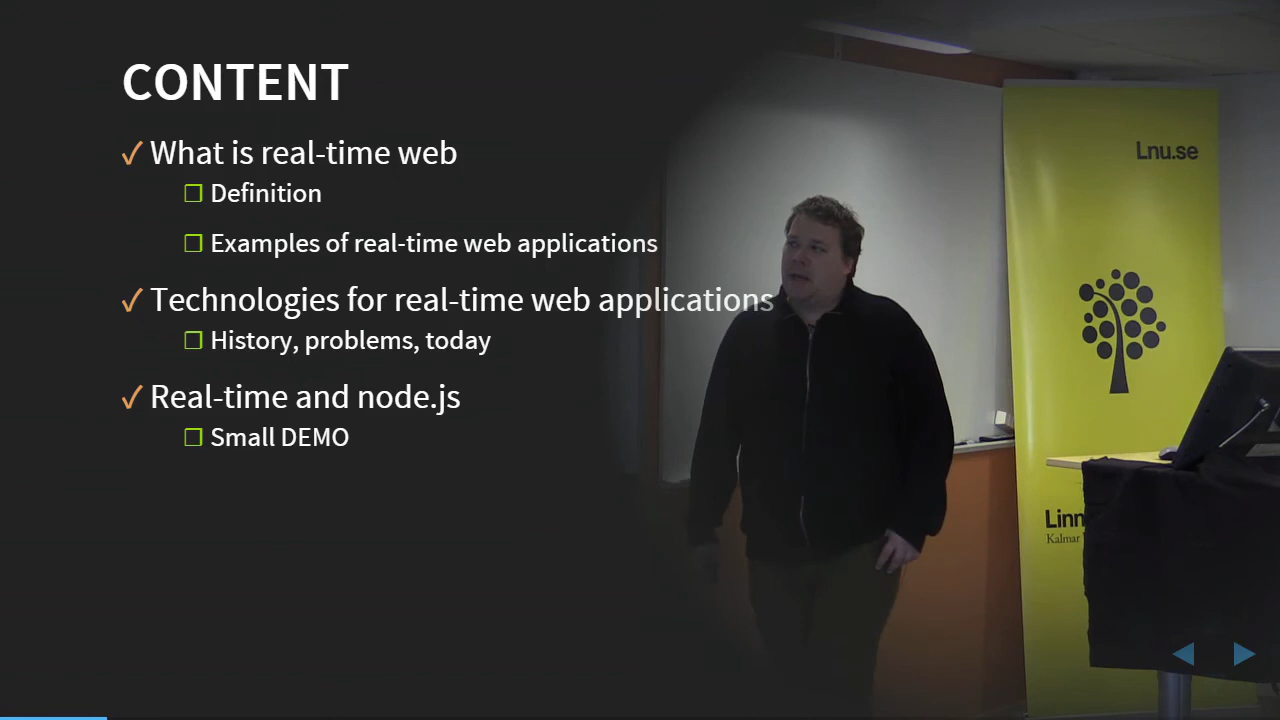 CONTENT
✓ What is real-time web
❐ Definition
❐ Examples of real-time web applications
✓ Technologies for real-time web applications
❐ History, problems, today
✓ Real-time and node.js
❐ Small DEMO
Lnu.se
Linn
Kalmar